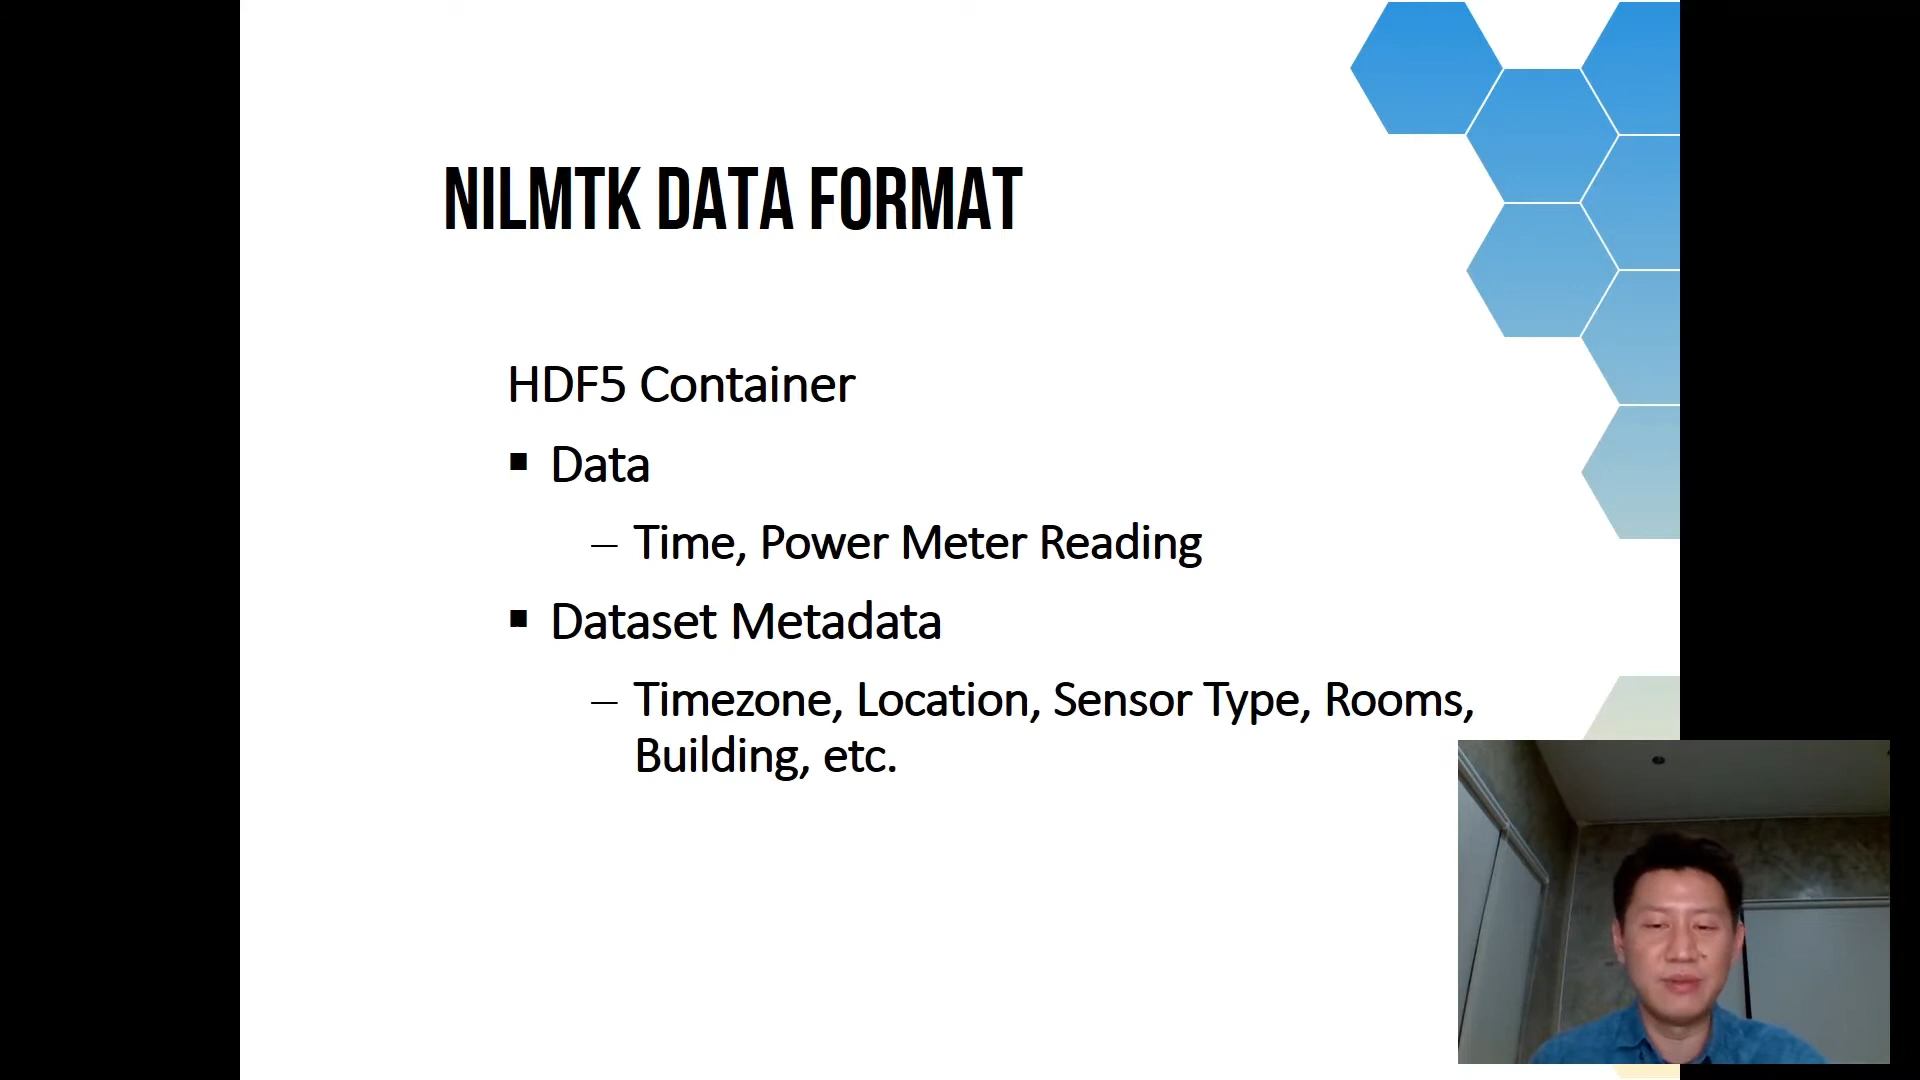 NILMTK DATA FORMAT
HDF5 Container
▪ Data
– Time, Power Meter Reading
▪ Dataset Metadata
– Timezone, Location, Sensor Type, Rooms,
Building, etc.